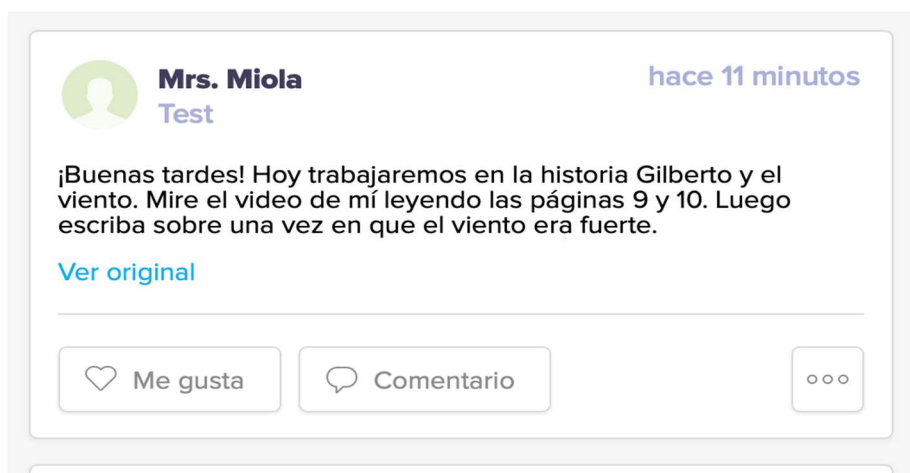 Mrs. Miola
hace 11 minutos
Test
¡Buenas tardes! Hoy trabajaremos en la historia Gilberto y el
viento. Mire el video de mí leyendo las páginas 9 y 10. Luego
escriba sobre una vez en que el viento era fuerte.
Ver original
Me gusta
Comentario